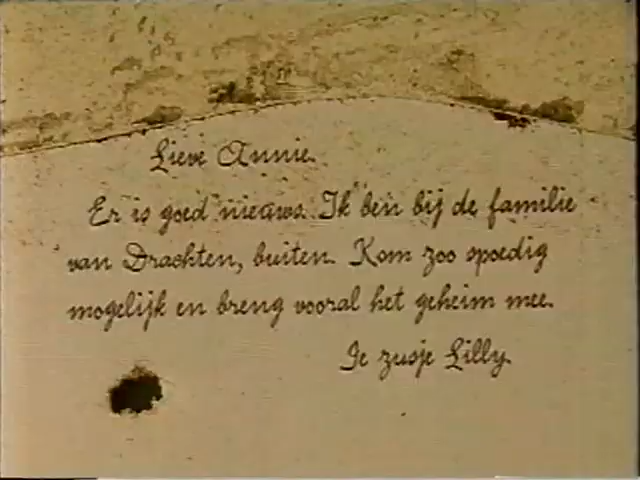 Lieve Annie.
Er is goed nieuws. Ik ben bij de familie
van Drachten, buiten. Kom zoo spoedig
mogelijk en breng vooral het geheim mee.
Je zusje Lilly.